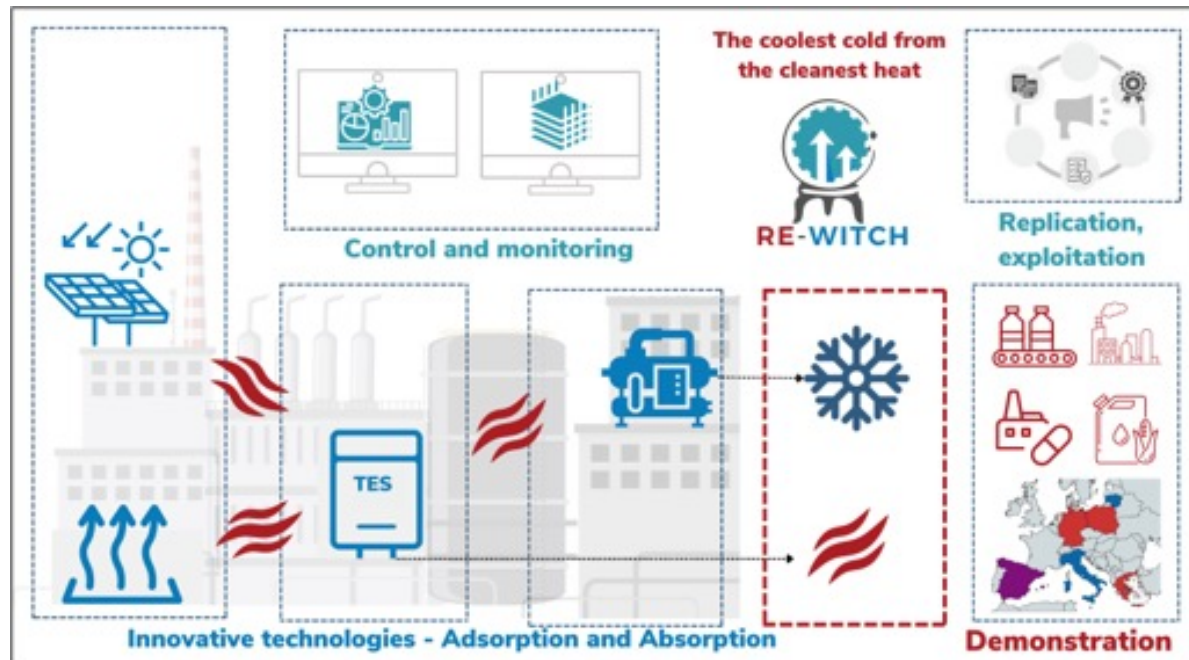 The coolest cold from
the cleanest heat
RE-WITCH
Control and monitoring
Replication,
exploitation
TES
Innovative technologies - Adsorption and Absorption
Demonstration